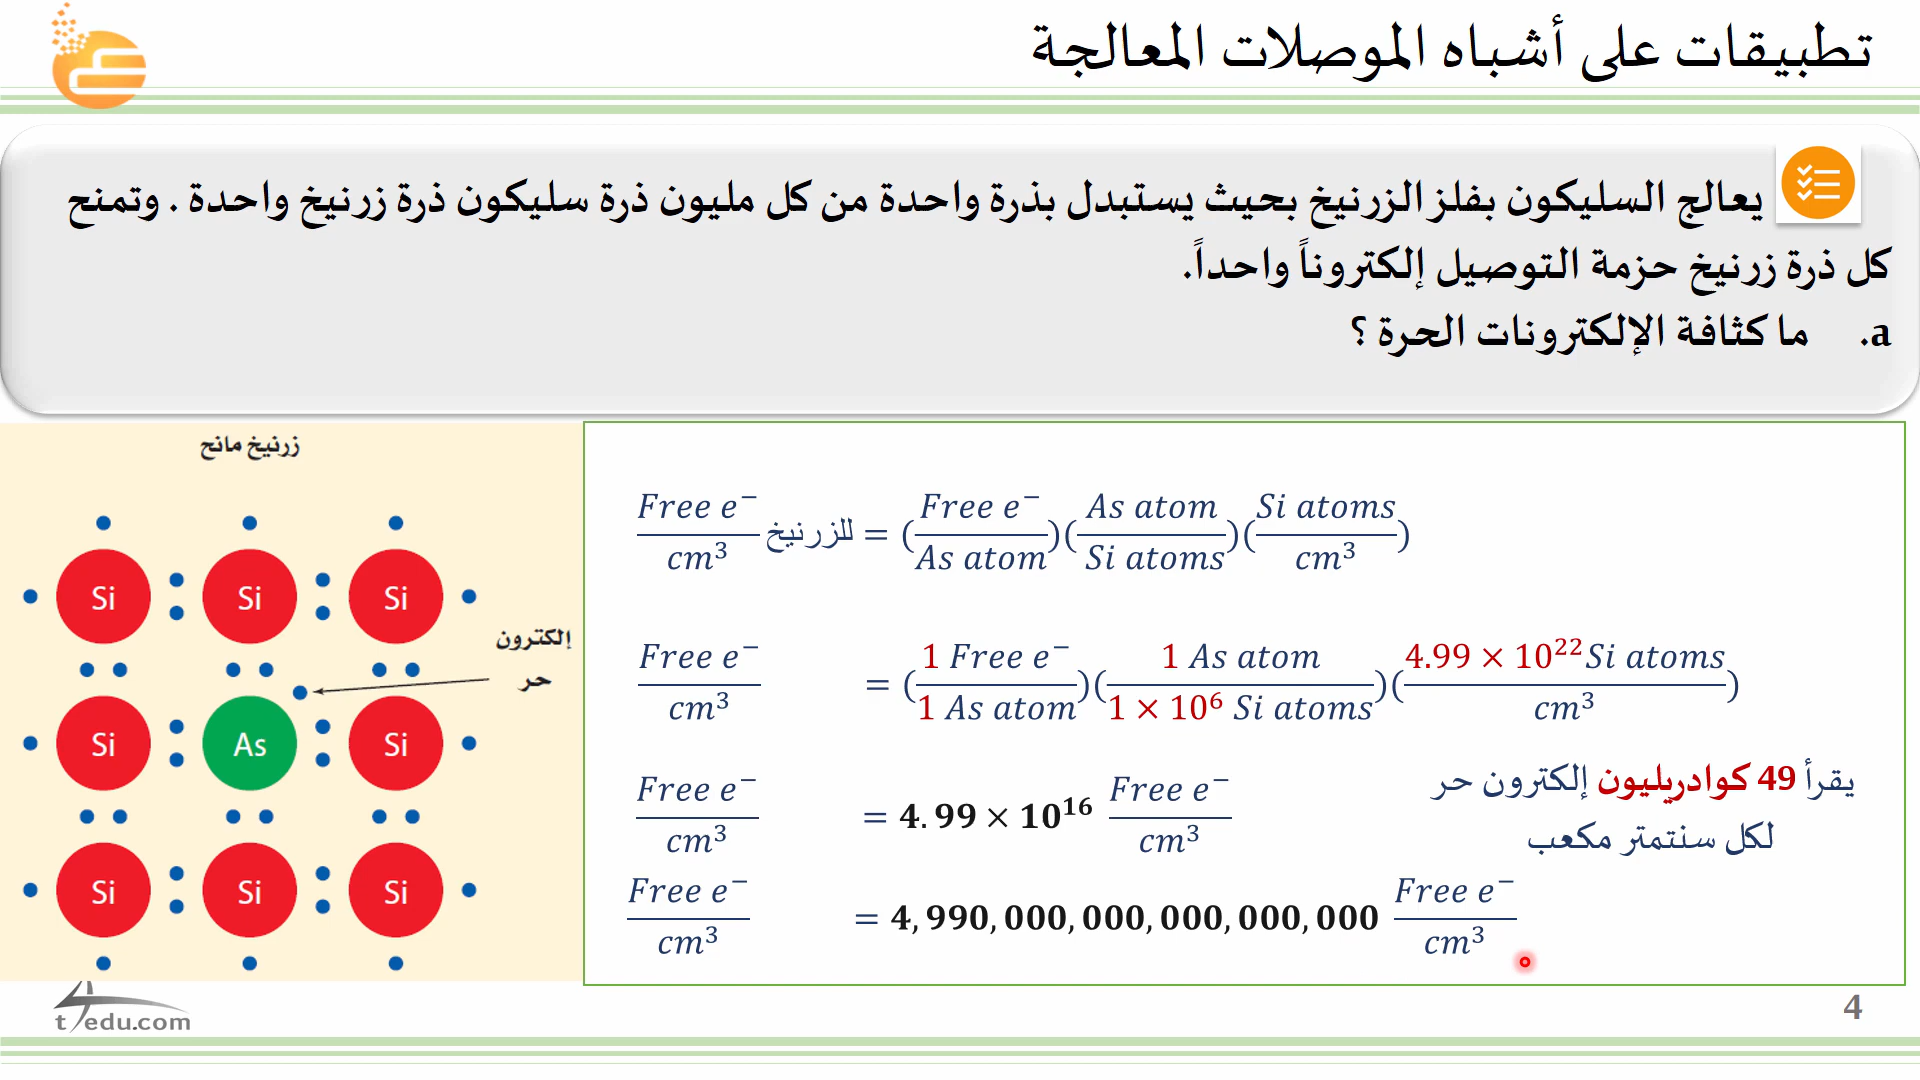 تطبيقات على أشباه الموصلات المعالجة
يعالج السليكون بفلز الزرنيخ بحيث يستبدل بذرة واحدة من كل مليون ذرة سليكون ذرة زرنيخ واحدة . وتمنح
كل ذرة زرنيخ حزمة التوصيل إلكتروناً واحداً.
a. ما كثافة الإلكترونات الحرة ؟
زرنيخ مانح
Si Si Si
إلكترون
حر
Si As Si
Si Si Si
Free e⁻/cm³ للزرنيخ = (Free e⁻/As atom)(As atom/Si atoms)(Si atoms/cm³)
Free e⁻/cm³ = (1 Free e⁻/1 As atom)(1 As atom/1 × 10⁶ Si atoms)(4.99 × 10²² Si atoms/cm³)
Free e⁻/cm³ = 4.99 × 10¹⁶ Free e⁻/cm³
يقرأ 49 كوادريليون إلكترون حر
لكل سنتمتر مكعب
Free e⁻/cm³ = 4,990,000,000,000,000,000 Free e⁻/cm³
t4edu.com
4